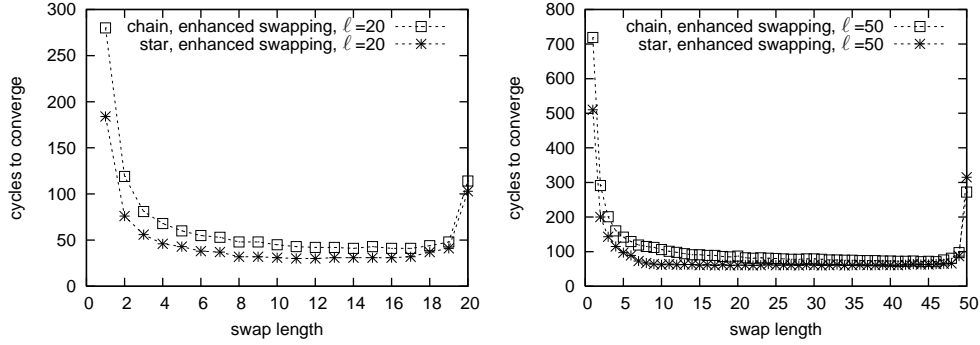 300
250
200
150
100
50
0
cycles to converge
chain, enhanced swapping, ℓ=20
star, enhanced swapping, ℓ=20
0 2 4 6 8 10 12 14 16 18 20
swap length
800
700
600
500
400
300
200
100
0
cycles to converge
chain, enhanced swapping, ℓ=50
star, enhanced swapping, ℓ=50
0 5 10 15 20 25 30 35 40 45 50
swap length